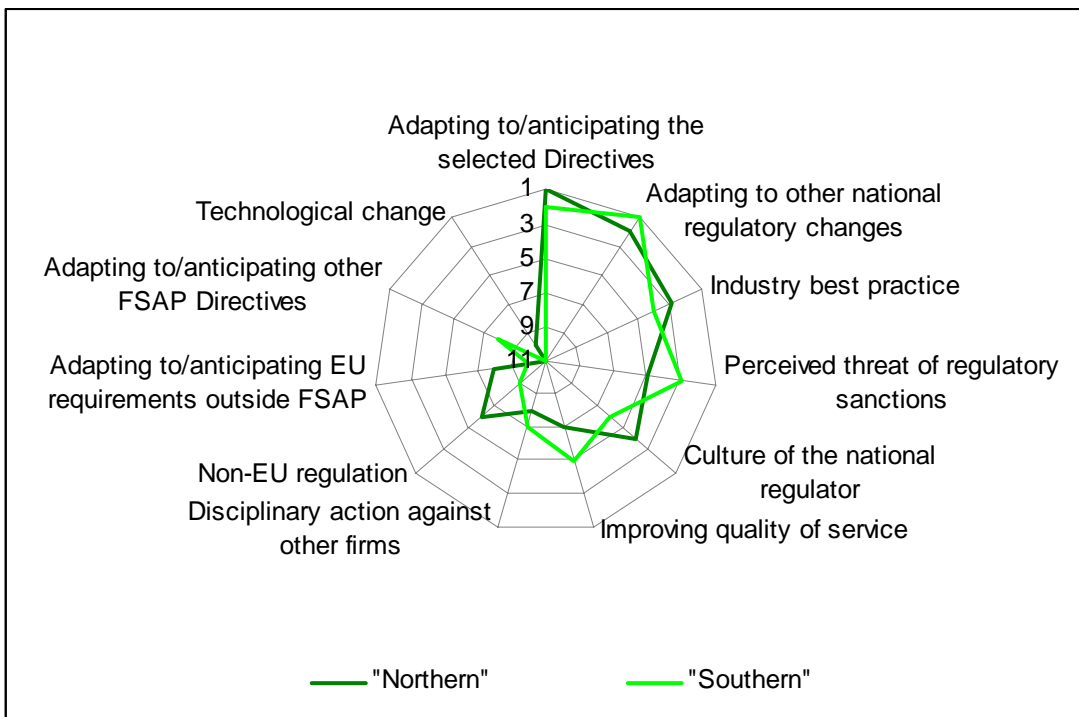 Adapting to/anticipating the
selected Directives
Adapting to other national
regulatory changes
Industry best practice
Perceived threat of regulatory
sanctions
Culture of the national
regulator
Improving quality of service
Disciplinary action against
other firms
Non-EU regulation
Adapting to/anticipating EU
requirements outside FSAP
Adapting to/anticipating other
FSAP Directives
Technological change
1
3
5
7
9
11
"Northern"
"Southern"